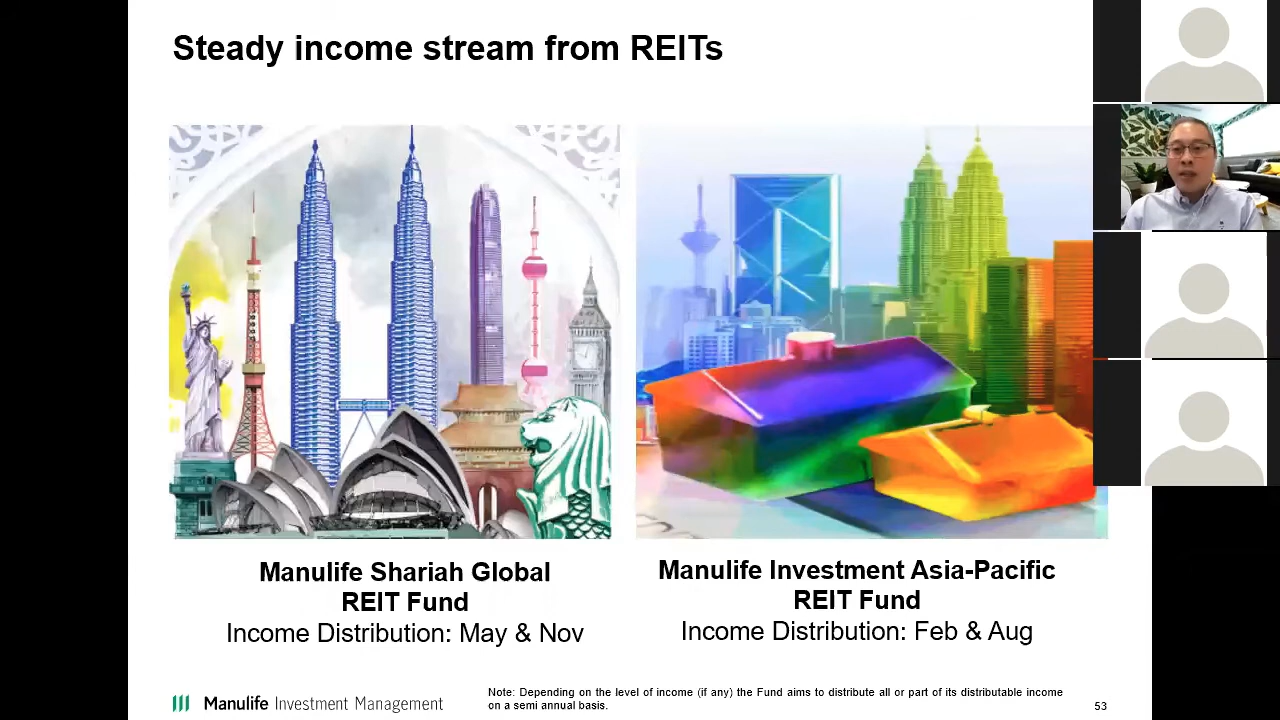 Steady income stream from REITs
Manulife Shariah Global
REIT Fund
Income Distribution: May & Nov
Manulife Investment Asia-Pacific
REIT Fund
Income Distribution: Feb & Aug
Manulife Investment Management
Note: Depending on the level of income (if any) the Fund aims to distribute all or part of its distributable income
on a semi annual basis.
53